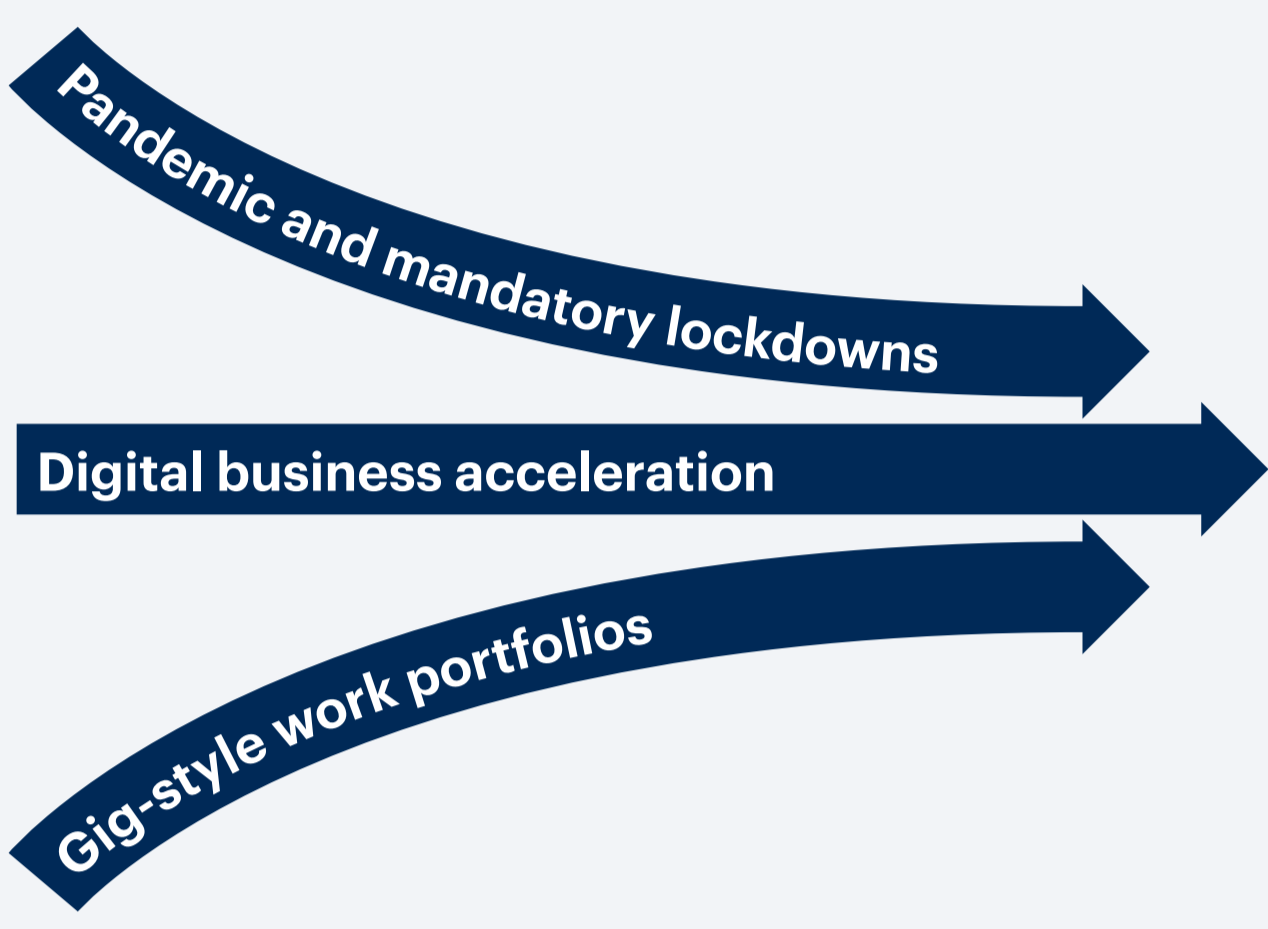 Pandemic and mandatory lockdowns
Digital business acceleration
Gig-style work portfolios